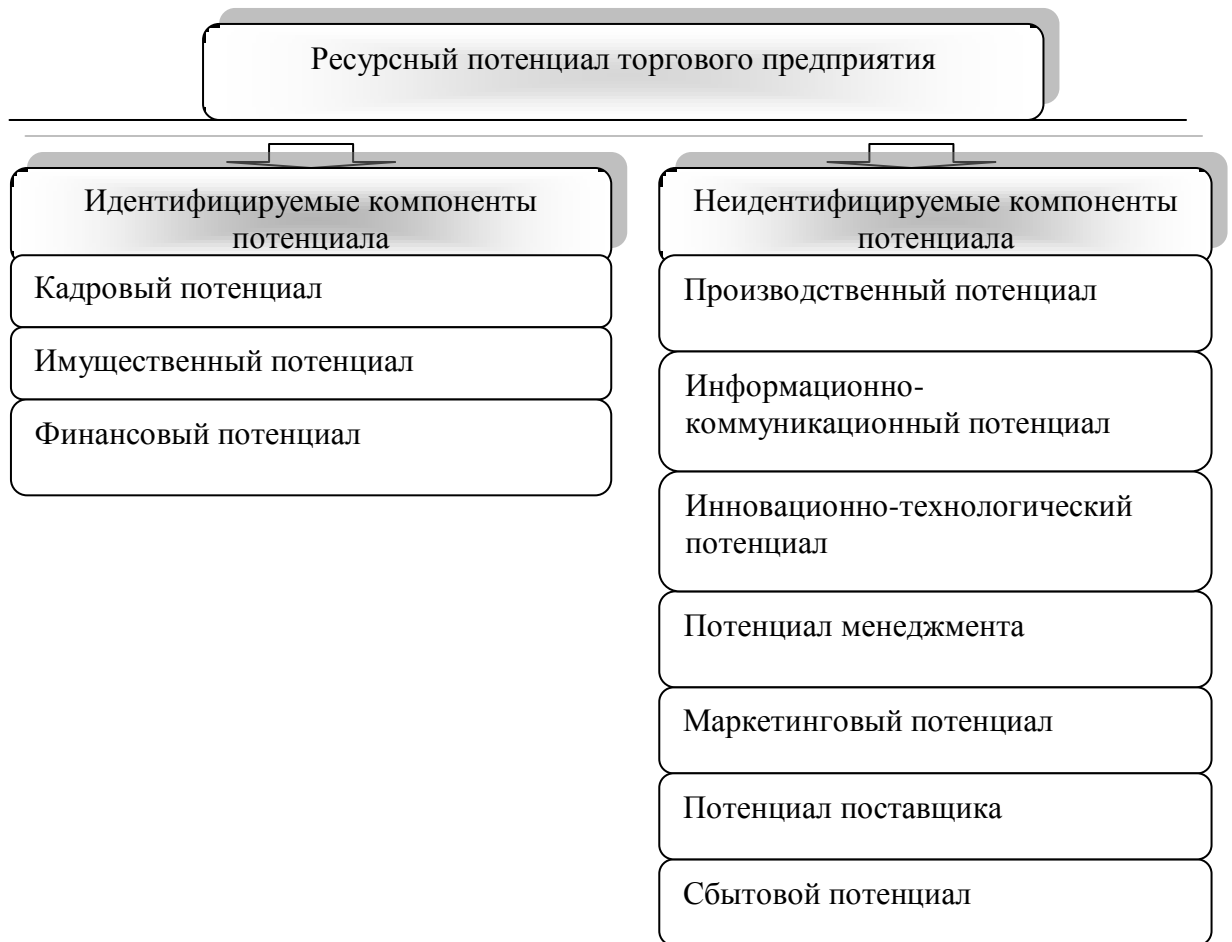 Ресурсный потенциал торгового предприятия
Идентифицируемые компоненты
потенциала
Кадровый потенциал
Имущественный потенциал
Финансовый потенциал
Неидентифицируемые компоненты
потенциала
Производственный потенциал
Информационно-
коммуникационный потенциал
Инновационно-технологический
потенциал
Потенциал менеджмента
Маркетинговый потенциал
Потенциал поставщика
Сбытовой потенциал